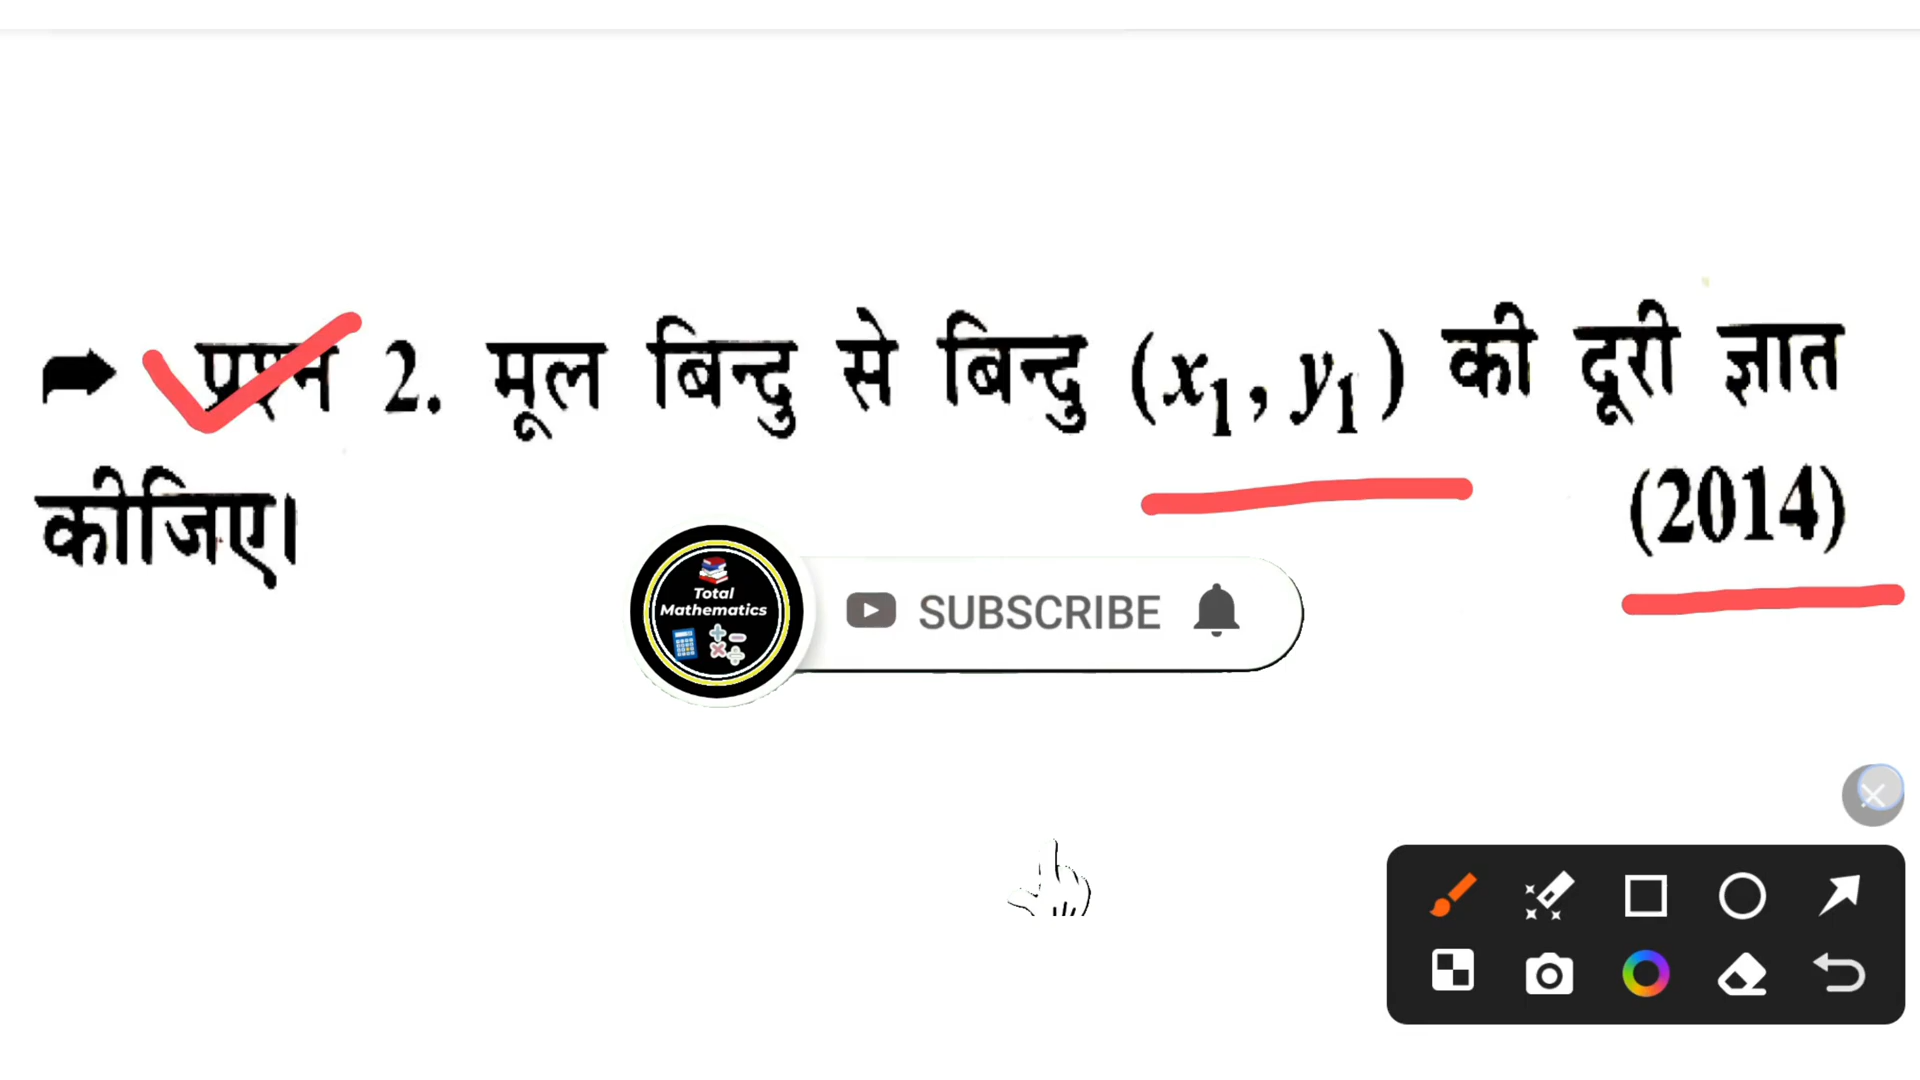 ➡ प्रश्न 2. मूल बिन्दु से बिन्दु (x₁, y₁) की दूरी ज्ञात
कीजिए। (2014)
Total
Mathematics
SUBSCRIBE